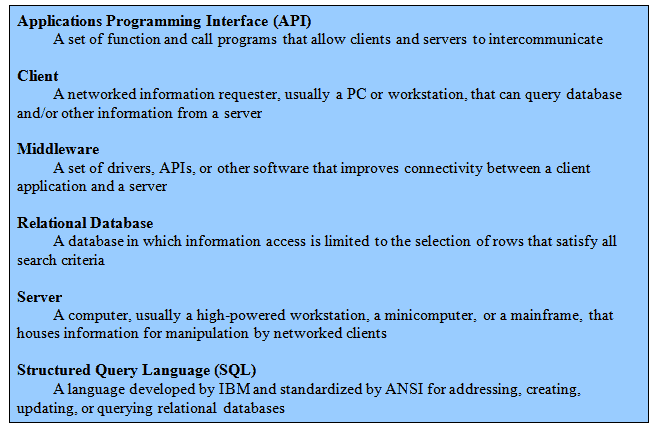 Applications Programming Interface (API)
A set of function and call programs that allow clients and servers to intercommunicate
Client
A networked information requester, usually a PC or workstation, that can query database
and/or other information from a server
Middleware
A set of drivers, APIs, or other software that improves connectivity between a client
application and a server
Relational Database
A database in which information access is limited to the selection of rows that satisfy all
search criteria
Server
A computer, usually a high-powered workstation, a minicomputer, or a mainframe, that
houses information for manipulation by networked clients
Structured Query Language (SQL)
A language developed by IBM and standardized by ANSI for addressing, creating,
updating, or querying relational databases